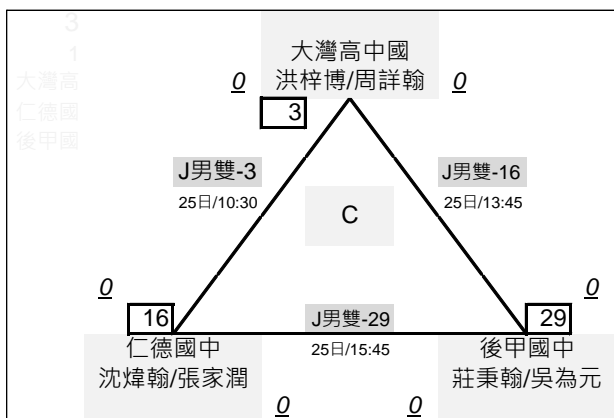 3
1
大灣高
仁德國
後甲國
大灣高中國
洪梓博/周詳翰
0
0
3
J男雙-3
25日/10:30
J男雙-16
25日/13:45
C
0
0
16
J男雙-29
25日/15:45
29
仁德國中
沈煒翰/張家潤
後甲國中
莊秉翰/吳為元
0
0